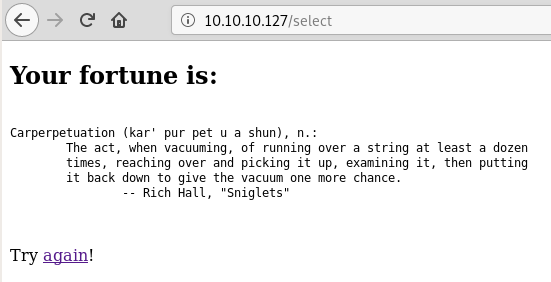 10.10.10.127/select
Your fortune is:
Carperpetuation (kar' pur pet u a shun), n.:
The act, when vacuuming, of running over a string at least a dozen
times, reaching over and picking it up, examining it, then putting
it back down to give the vacuum one more chance.
-- Rich Hall, "Sniglets"
Try again!